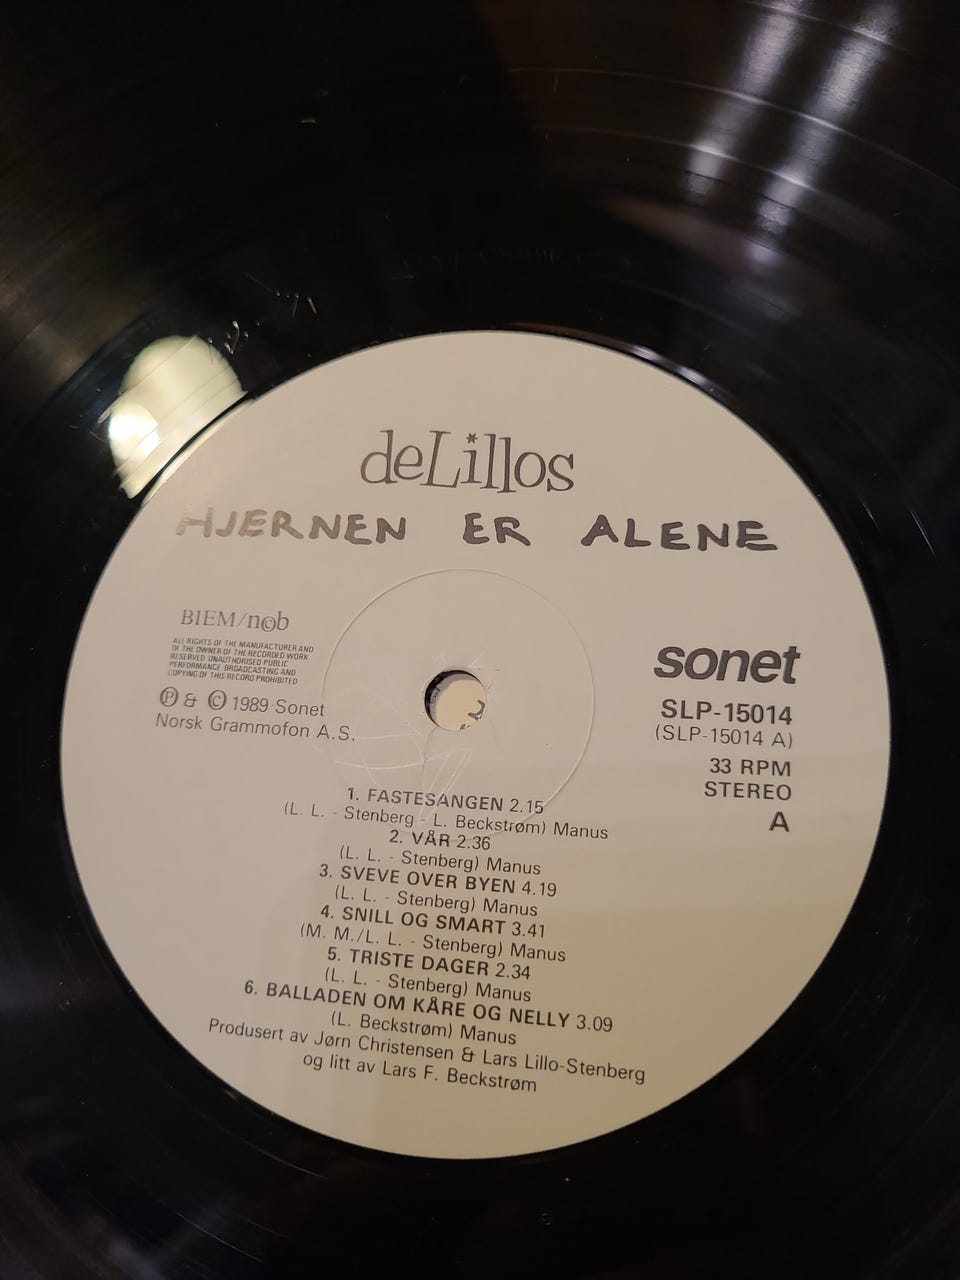 deLillos
HJERNEN ER ALENE
BIEM/n©b
ALL RIGHTS OF THE MANUFACTURER AND
OF THE OWNER OF THE RECORDED WORK
RESERVED UNAUTHORISED PUBLIC
PERFORMANCE BROADCASTING AND
COPYING OF THIS RECORD PROHIBITED
℗ & © 1989 Sonet
Norsk Grammofon A.S.
sonet
SLP-15014
(SLP-15014 A)
33 RPM
STEREO
A
1. FASTESANGEN 2.15
(L. L. - Stenberg - L. Beckstrøm) Manus
2. VÅR 2.36
(L. L. - Stenberg) Manus
3. SVEVE OVER BYEN 4.19
(L. L. - Stenberg) Manus
4. SNILL OG SMART 3.41
(M. M./L. L. - Stenberg) Manus
5. TRISTE DAGER 2.34
(L. L. - Stenberg) Manus
6. BALLADEN OM KÅRE OG NELLY 3.09
(L. Beckstrøm) Manus
Produsert av Jørn Christensen & Lars Lillo-Stenberg
og litt av Lars F. Beckstrøm